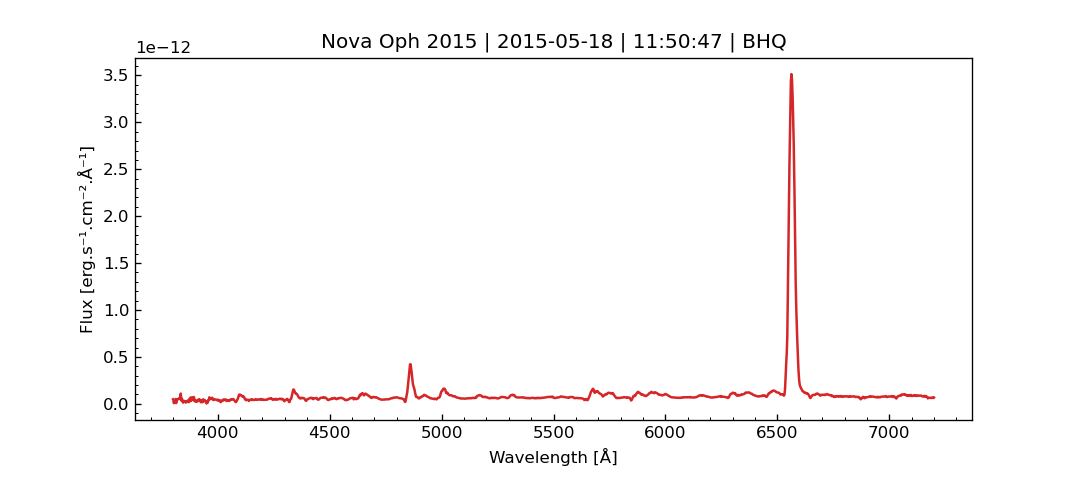 Nova Oph 2015 | 2015-05-18 | 11:50:47 | BHQ
1e−12
3.5
3.0
2.5
2.0
1.5
1.0
0.5
0.0
Flux [erg.s⁻¹.cm⁻².Å⁻¹]
4000 4500 5000 5500 6000 6500 7000
Wavelength [Å]